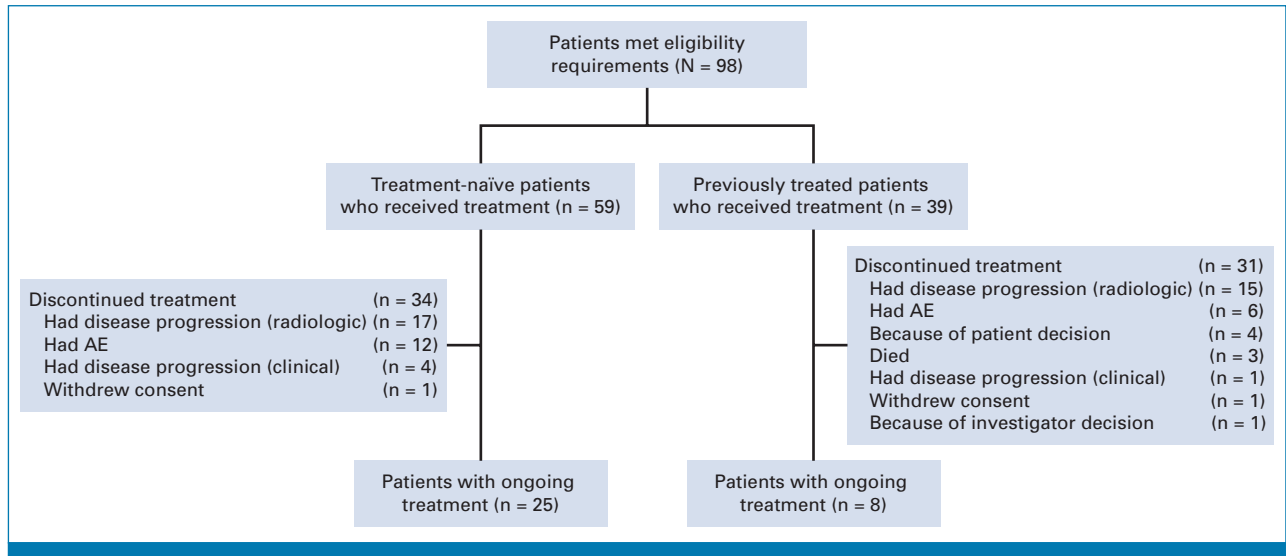 Patients met eligibility
requirements (N = 98)
Treatment-naïve patients
who received treatment (n = 59)
Previously treated patients
who received treatment (n = 39)
Discontinued treatment (n = 34)
Had disease progression (radiologic) (n = 17)
Had AE (n = 12)
Had disease progression (clinical) (n = 4)
Withdrew consent (n = 1)
Discontinued treatment (n = 31)
Had disease progression (radiologic) (n = 15)
Had AE (n = 6)
Because of patient decision (n = 4)
Died (n = 3)
Had disease progression (clinical) (n = 1)
Withdrew consent (n = 1)
Because of investigator decision (n = 1)
Patients with ongoing
treatment (n = 25)
Patients with ongoing
treatment (n = 8)